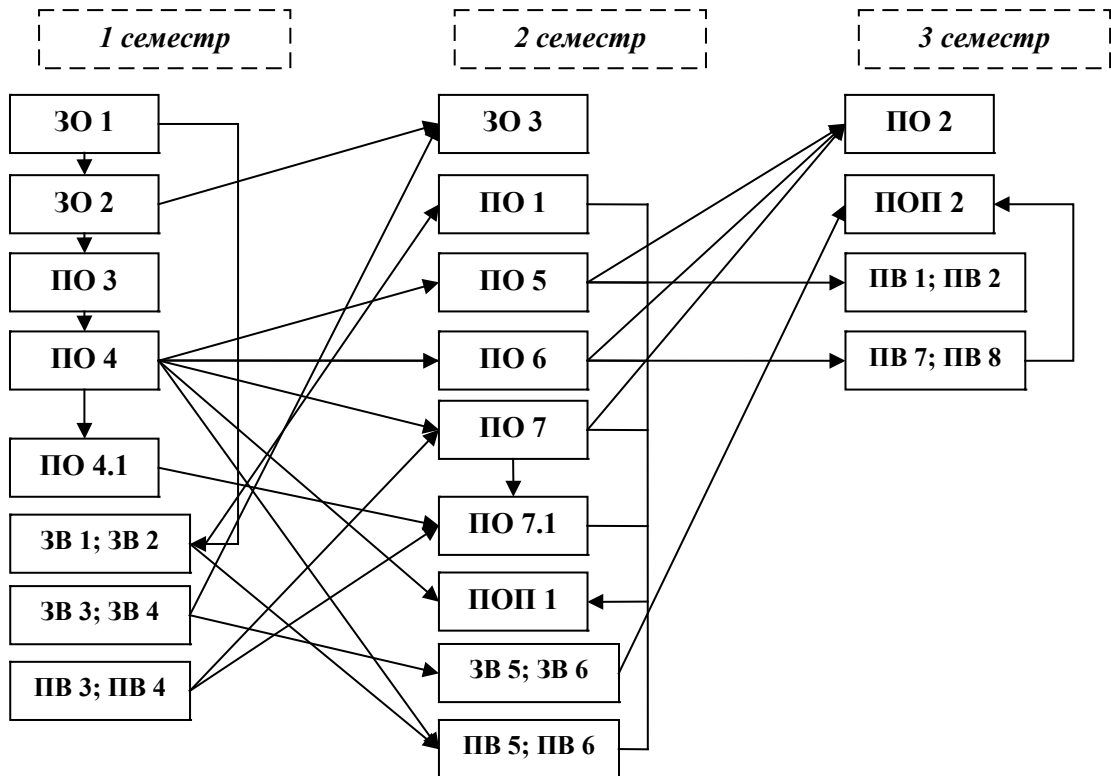 1 семестр
2 семестр
3 семестр
ЗО 1
ЗО 3
ПО 2
ЗО 2
ПО 1
ПОП 2
ПО 3
ПО 5
ПВ 1; ПВ 2
ПО 4
ПО 6
ПВ 7; ПВ 8
ПО 7
ПО 4.1
ПО 7.1
ЗВ 1; ЗВ 2
ПОП 1
ЗВ 3; ЗВ 4
ЗВ 5; ЗВ 6
ПВ 3; ПВ 4
ПВ 5; ПВ 6